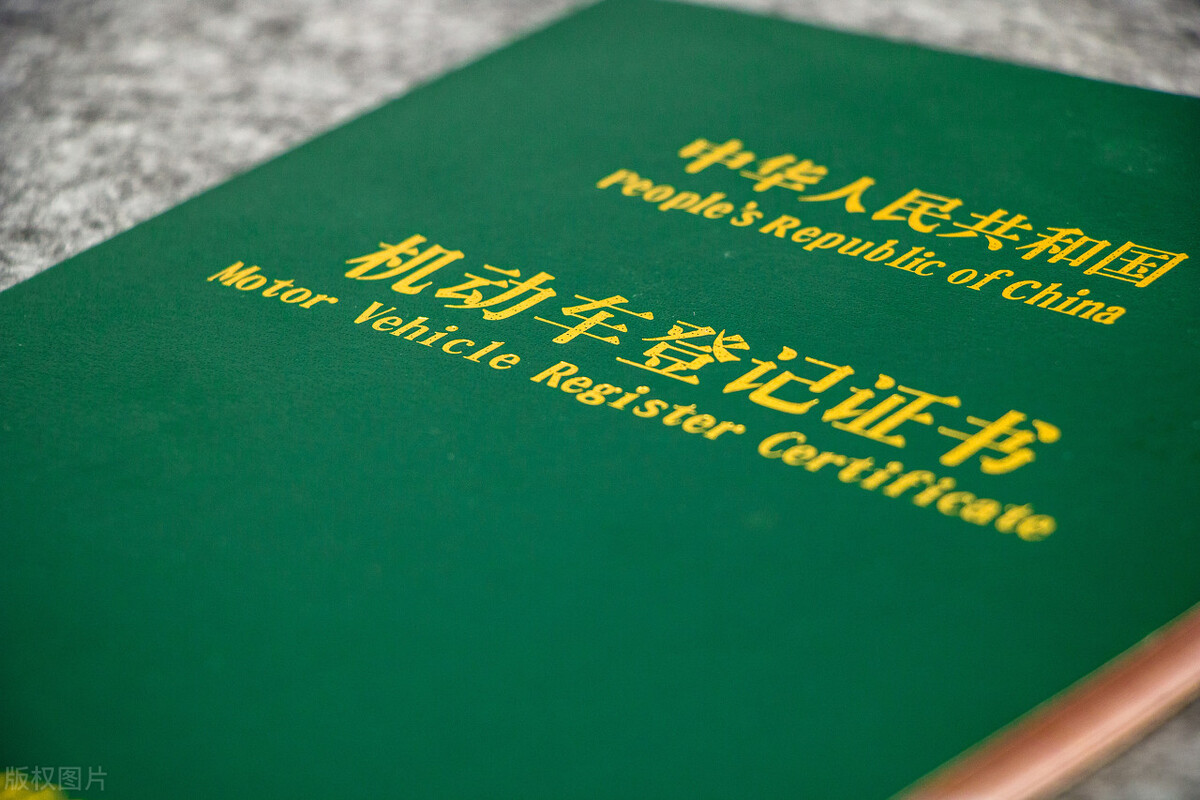 中华人民共和国
People's Republic of China
机动车登记证书
Motor Vehicle Register Certificate
版权图片